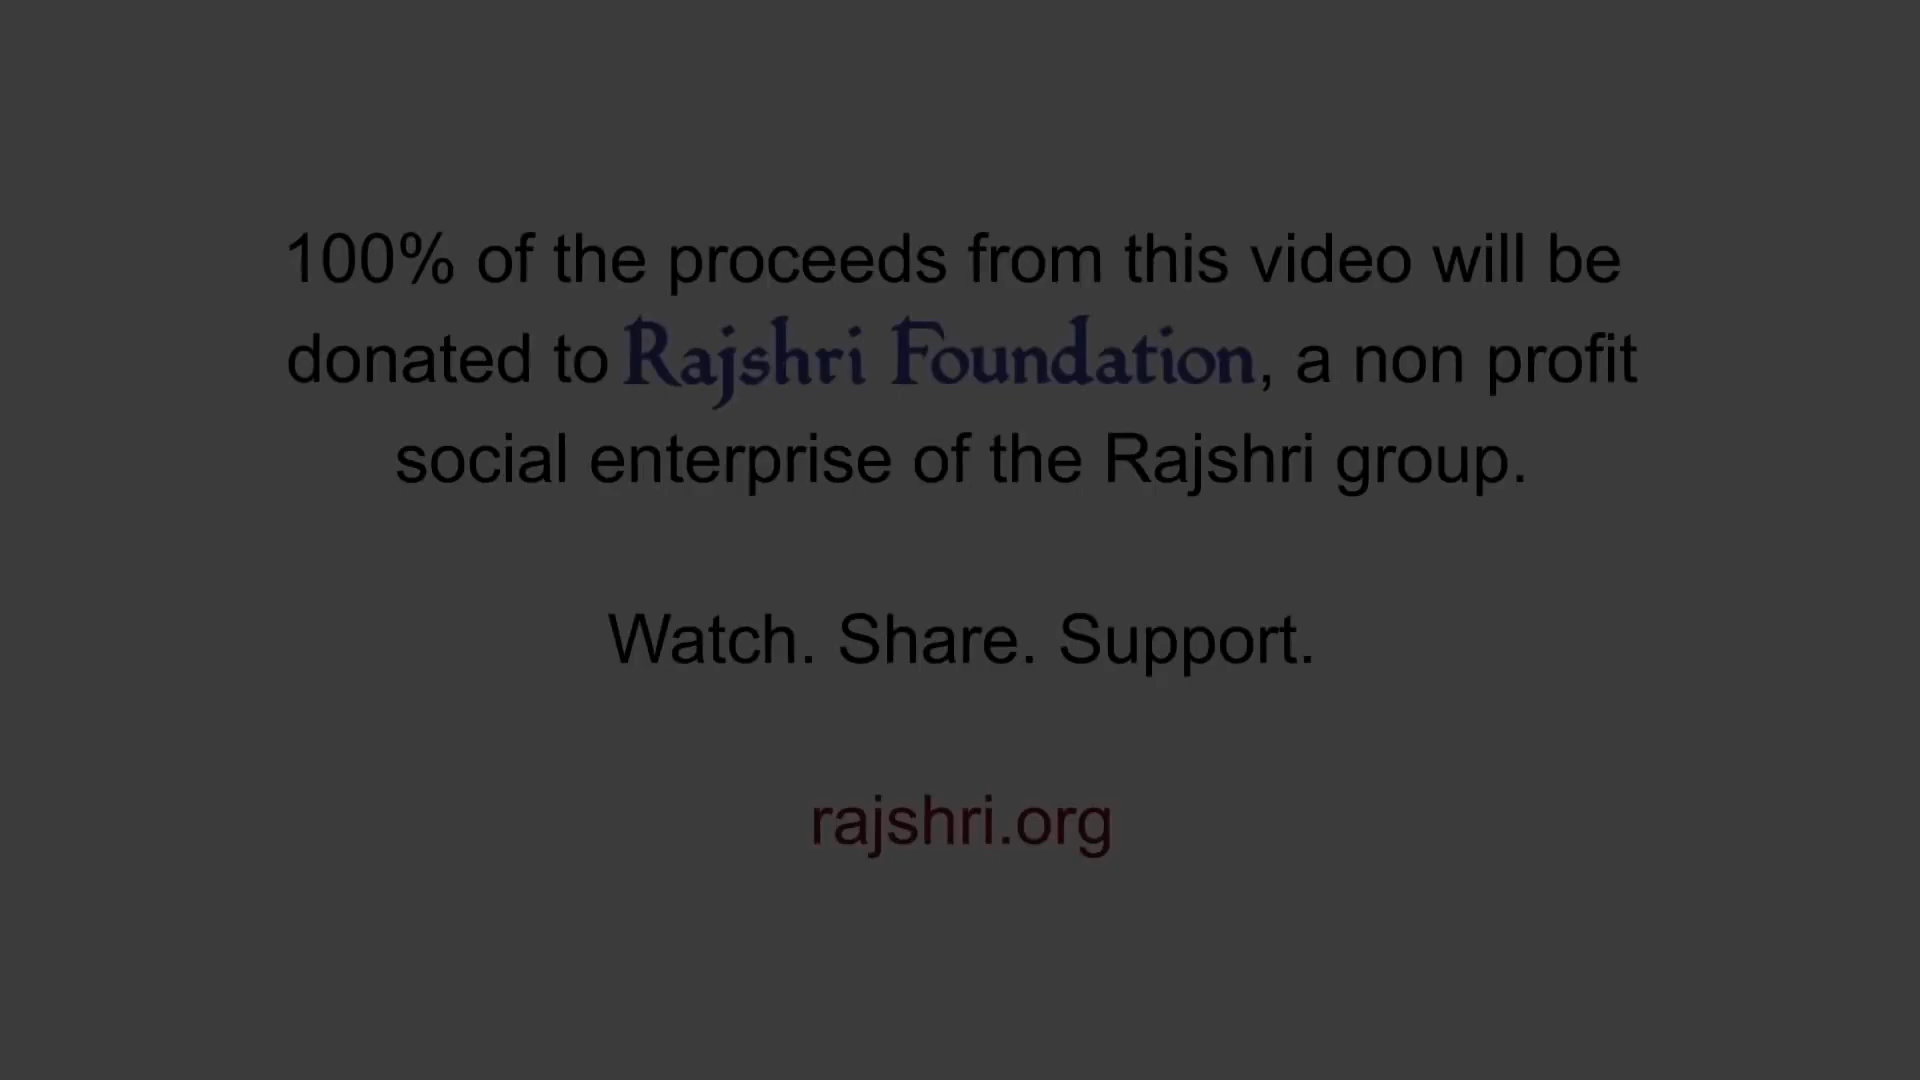 100% of the proceeds from this video will be
donated to Rajshri Foundation, a non profit
social enterprise of the Rajshri group.
Watch. Share. Support.
rajshri.org